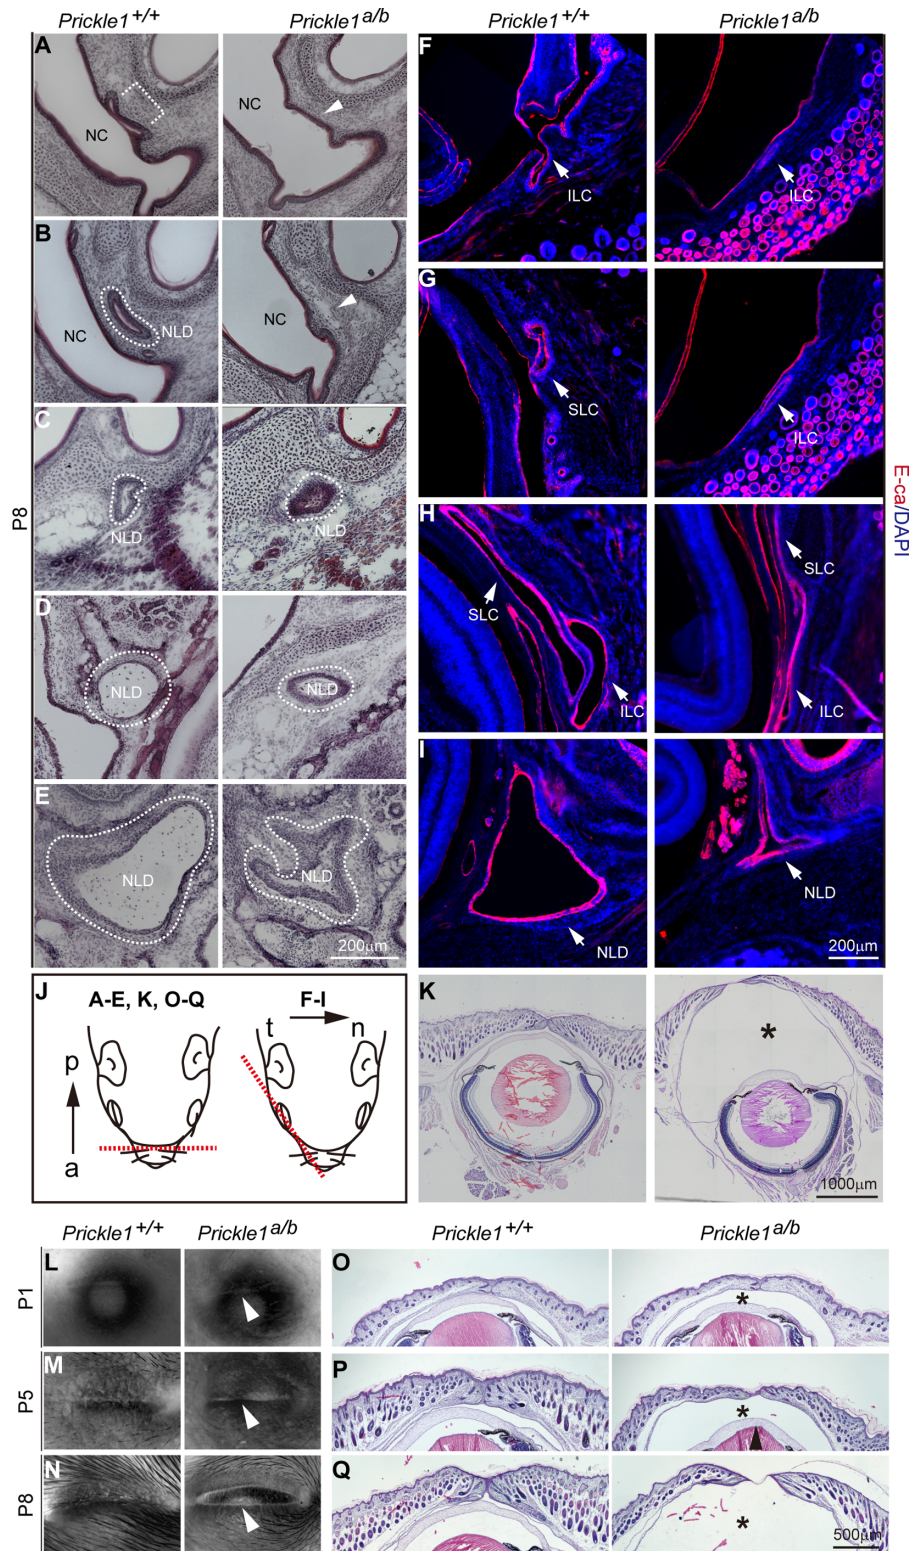 Prickle1+/+ Prickle1a/b Prickle1+/+ Prickle1a/b
A
NC
NC
F
ILC
ILC
B
NC
NLD
NC
G
SLC
ILC
C
NLD
NLD
P8
E-ca/DAPI
H
SLC
ILC
SLC
ILC
D
NLD
NLD
I
NLD
NLD
200μm
E
NLD
NLD
200μm
J
A-E, K, O-Q
F-I
t
n
p
a
K
*
1000μm
Prickle1+/+ Prickle1a/b Prickle1+/+ Prickle1a/b
P1
L
O
*
P5
M
P
*
P8
N
Q
*
500μm